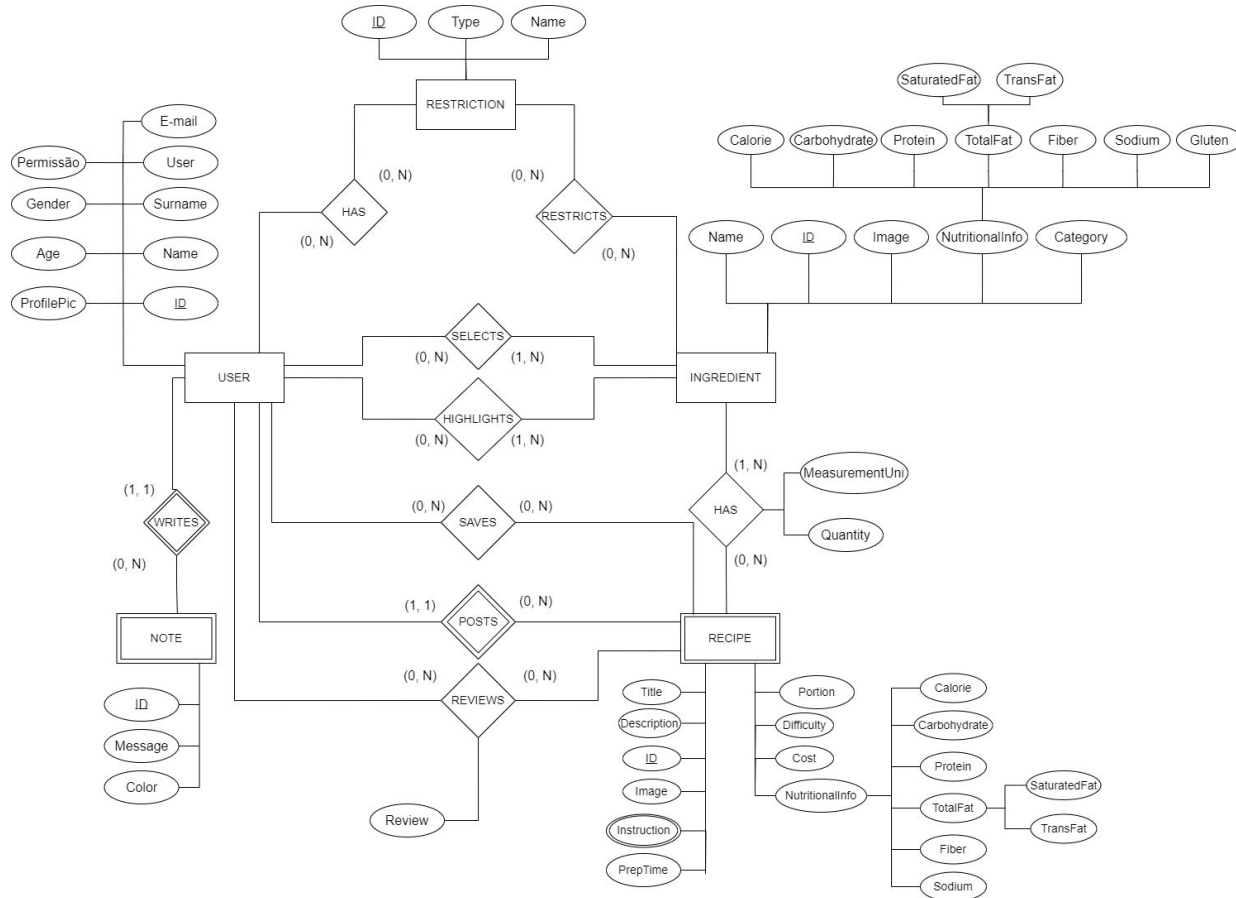 ID
Type
Name
RESTRICTION
SaturatedFat
TransFat
E-mail
Permissão
User
Gender
Surname
Age
Name
ProfilePic
ID
Calorie
Carbohydrate
Protein
TotalFat
Fiber
Sodium
Gluten
(0, N)
(0, N)
HAS
RESTRICTS
(0, N)
(0, N)
Name
ID
Image
NutritionalInfo
Category
SELECTS
(0, N)
(1, N)
USER
INGREDIENT
HIGHLIGHTS
(0, N)
(1, N)
(1, N)
MeasurementUni
HAS
Quantity
(0, N)
(1, 1)
WRITES
(0, N)
(0, N)
SAVES
(0, N)
(1, 1)
POSTS
(0, N)
NOTE
RECIPE
(0, N)
REVIEWS
(0, N)
ID
Message
Color
Review
Title
Description
ID
Image
Instruction
PrepTime
Portion
Difficulty
Cost
NutritionalInfo
Calorie
Carbohydrate
Protein
TotalFat
Fiber
Sodium
SaturatedFat
TransFat